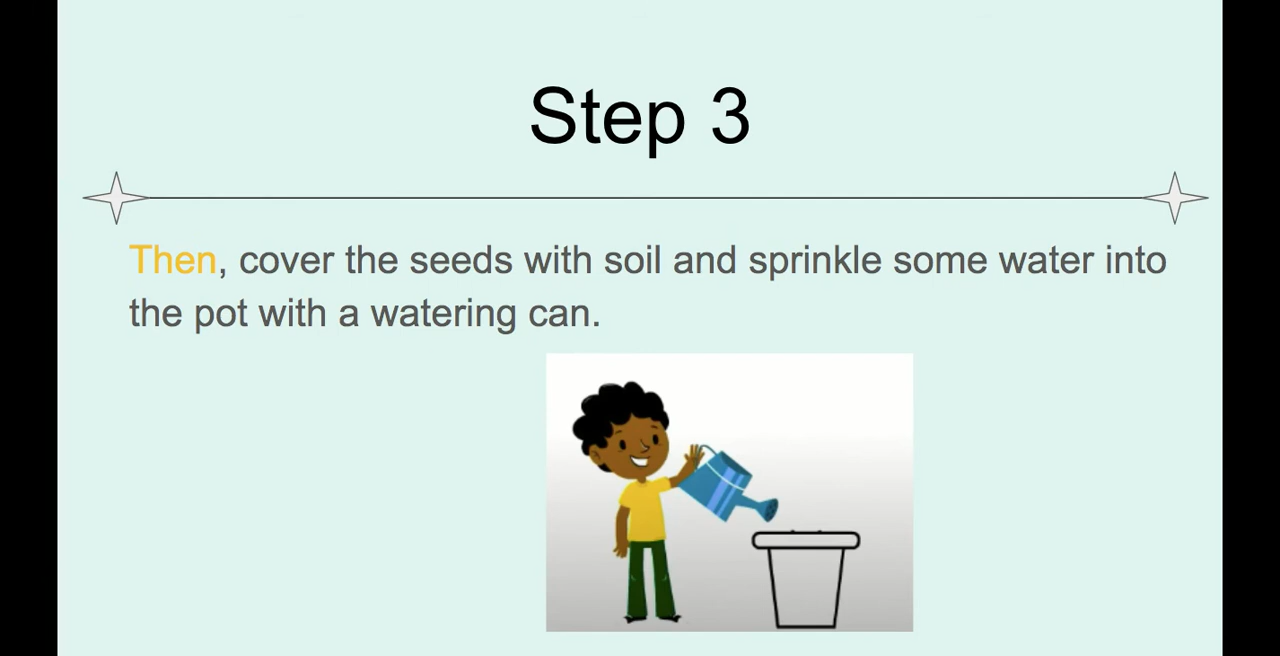 Step 3
Then, cover the seeds with soil and sprinkle some water into
the pot with a watering can.